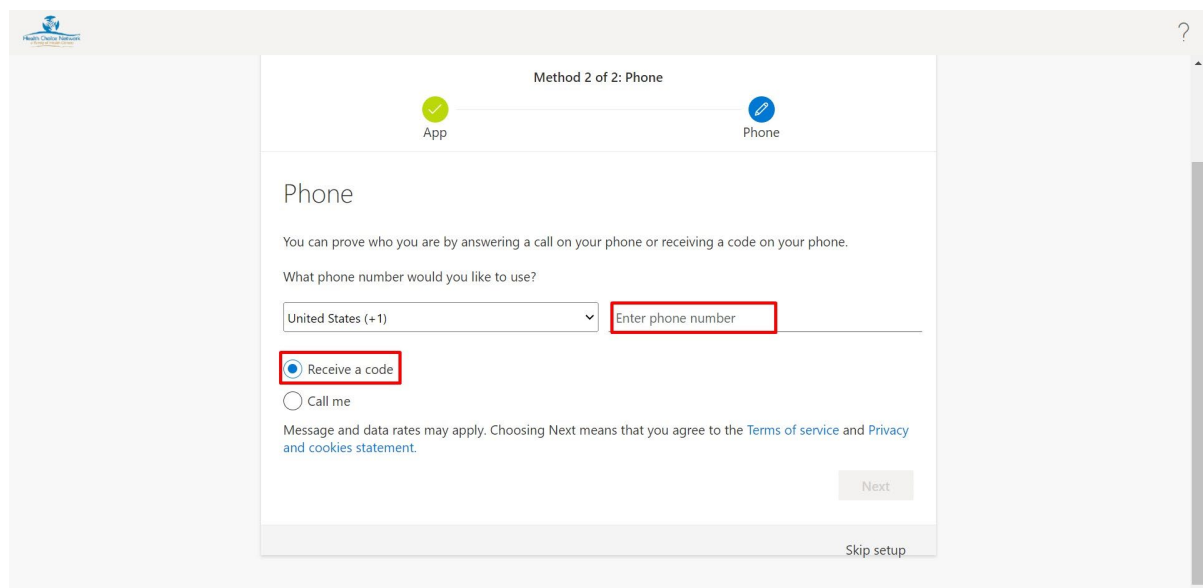 Health Choice Network
?
Method 2 of 2: Phone
App
Phone
Phone
You can prove who you are by answering a call on your phone or receiving a code on your phone.
What phone number would you like to use?
United States (+1)
Enter phone number
Receive a code
Call me
Message and data rates may apply. Choosing Next means that you agree to the Terms of service and Privacy
and cookies statement.
Next
Skip setup